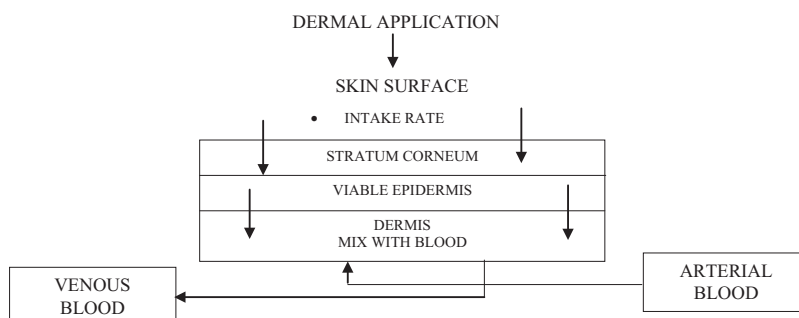 DERMAL APPLICATION
SKIN SURFACE
• INTAKE RATE
STRATUM CORNEUM
VIABLE EPIDERMIS
DERMIS
MIX WITH BLOOD
VENOUS
BLOOD
ARTERIAL
BLOOD